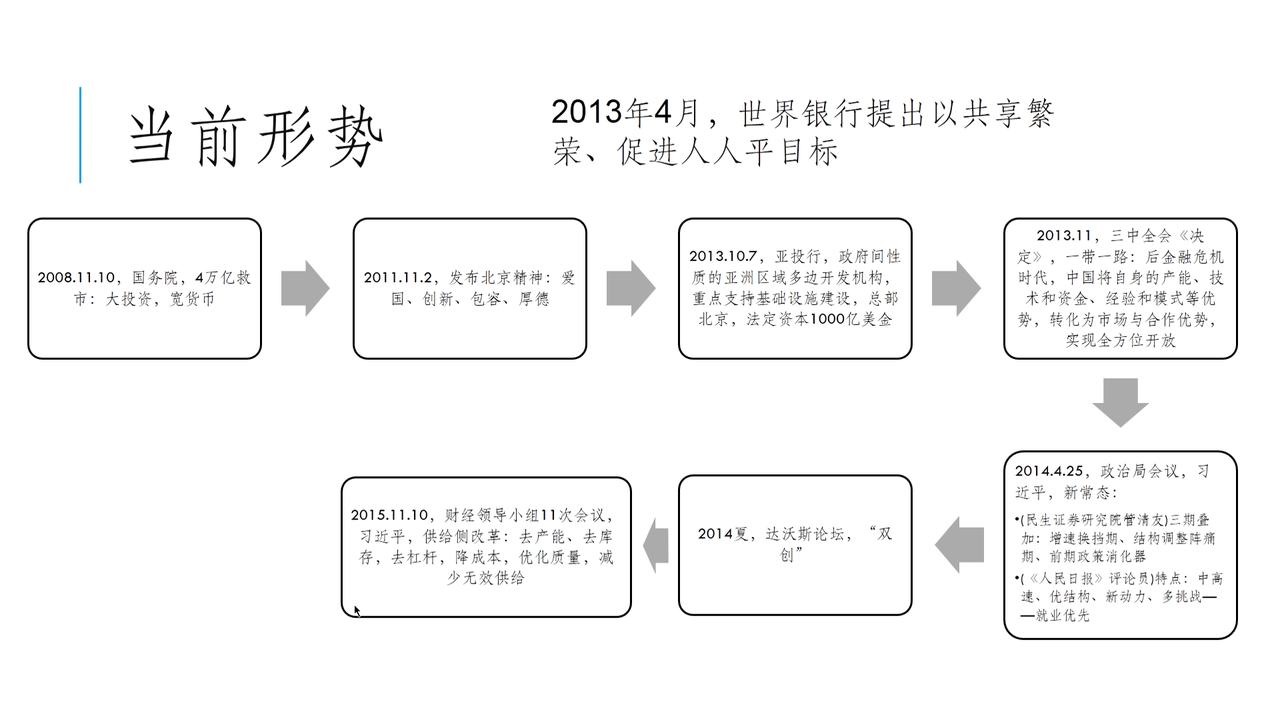 当前形势
2013年4月，世界银行提出以共享繁
荣、促进人人平目标
2008.11.10，国务院，4万亿救
市：大投资，宽货币
2011.11.2，发布北京精神：爱
国、创新、包容、厚德
2013.10.7，亚投行，政府间性
质的亚洲区域多边开发机构，
重点支持基础设施建设，总部
北京，法定资本1000亿美金
2013.11，三中全会《决
定》，一带一路：后金融危机
时代，中国将自身的产能、技
术和资金、经验和模式等优
势，转化为市场与合作优势，
实现全方位开放
2014.4.25，政治局会议，习
近平，新常态：
•(民生证券研究院管清友)三期叠
加：增速换挡期、结构调整阵痛
期、前期政策消化器
•(《人民日报》评论员)特点：中高
速、优结构、新动力、多挑战—
—就业优先
2014夏，达沃斯论坛，“双
创”
2015.11.10，财经领导小组11次会议，
习近平，供给侧改革：去产能、去库
存，去杠杆，降成本，优化质量，减
少无效供给